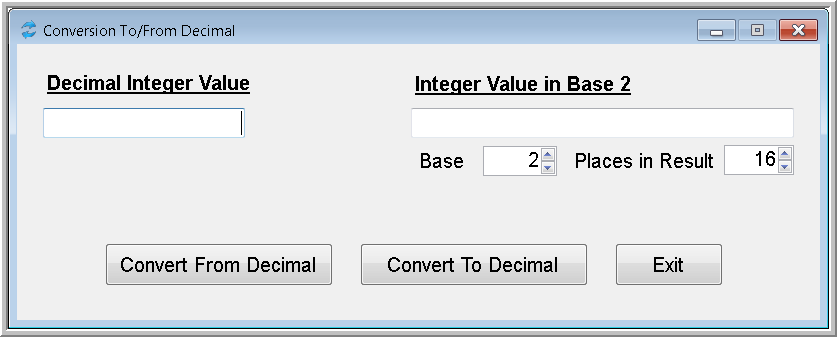 Conversion To/From Decimal
Decimal Integer Value
Integer Value in Base 2
Base 2 Places in Result 16
Convert From Decimal Convert To Decimal Exit